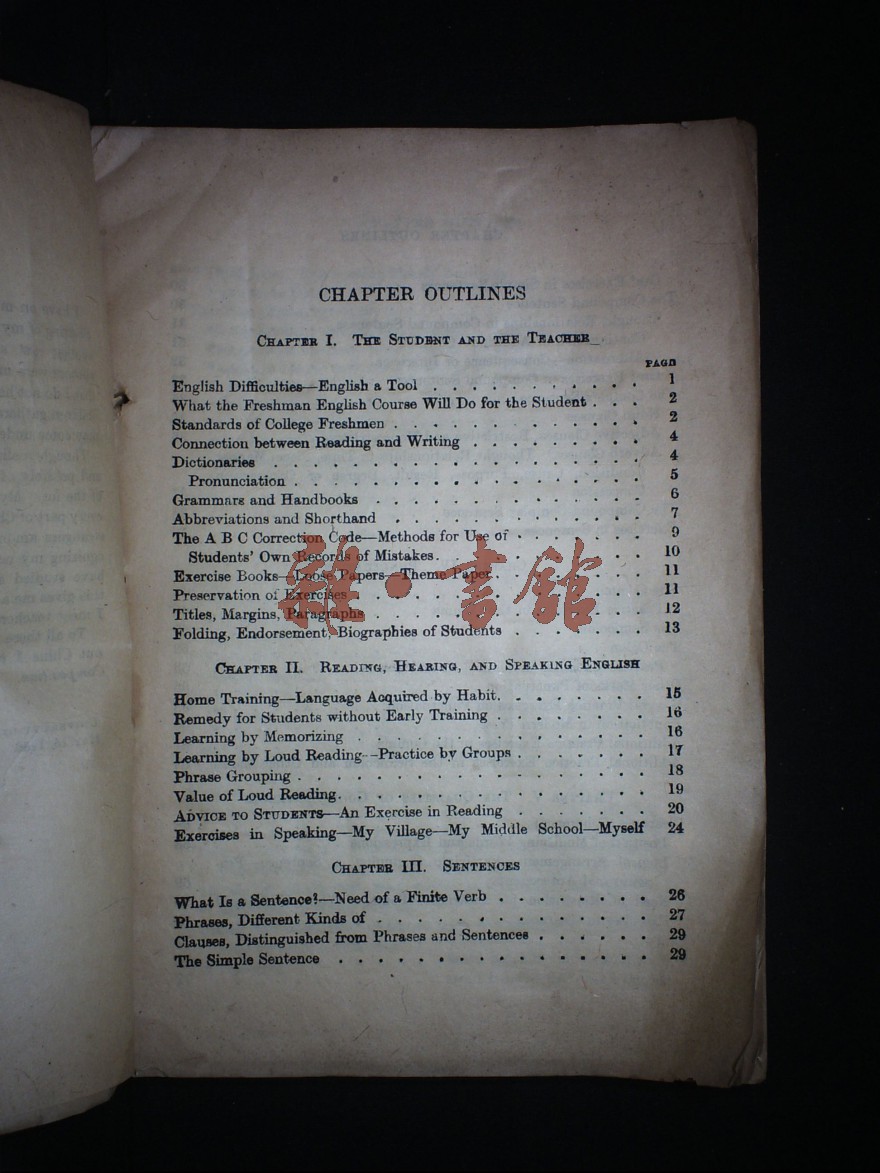 CHAPTER OUTLINES
CHAPTER I. THE STUDENT AND THE TEACHER
PAGE
English Difficulties—English a Tool . . . . . . . . . . . 1
What the Freshman English Course Will Do for the Student . . . 2
Standards of College Freshmen . . . . . . . . . . . . . 2
Connection between Reading and Writing . . . . . . . . . 4
Dictionaries . . . . . . . . . . . . . . . . . . . 4
Pronunciation . . . . . . . . . . . . . . . . . . 5
Grammars and Handbooks . . . . . . . . . . . . . . 6
Abbreviations and Shorthand . . . . . . . . . . . . . 7
The A B C Correction Code—Methods for Use of . . . . . . . 9
Students' Own Records of Mistakes . . . . . . . . . . . 10
Exercise Books—Loose Papers—Theme Paper . . . . . . . . 11
Preservation of Exercises . . . . . . . . . . . . . . . 11
Titles, Margins, Paragraphs . . . . . . . . . . . . . . 12
Folding, Endorsement, Biographies of Students . . . . . . . 13
CHAPTER II. READING, HEARING, AND SPEAKING ENGLISH
Home Training—Language Acquired by Habit . . . . . . . . 15
Remedy for Students without Early Training . . . . . . . . 16
Learning by Memorizing . . . . . . . . . . . . . . . 16
Learning by Loud Reading—Practice by Groups . . . . . . . 17
Phrase Grouping . . . . . . . . . . . . . . . . . . 18
Value of Loud Reading . . . . . . . . . . . . . . . . 19
ADVICE TO STUDENTS—An Exercise in Reading . . . . . . . 20
Exercises in Speaking—My Village—My Middle School—Myself 24
CHAPTER III. SENTENCES
What Is a Sentence?—Need of a Finite Verb . . . . . . . . 26
Phrases, Different Kinds of . . . . . . . . . . . . . . 27
Clauses, Distinguished from Phrases and Sentences . . . . . . 29
The Simple Sentence . . . . . . . . . . . . . . . . 29
雜·書館